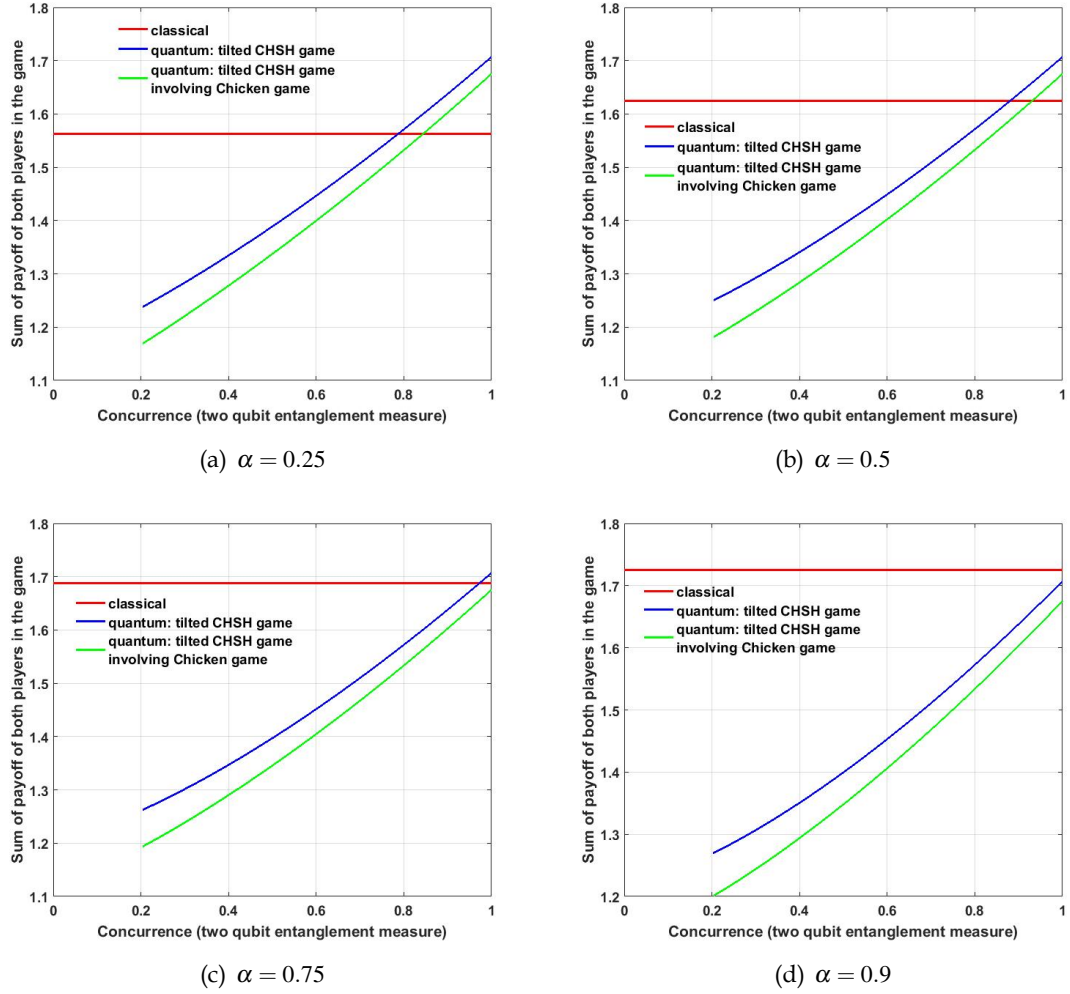 1.8
1.7
1.6
1.5
1.4
1.3
1.2
1.1
Sum of payoff of both players in the game
classical
quantum: tilted CHSH game
quantum: tilted CHSH game
involving Chicken game
0 0.2 0.4 0.6 0.8 1
Concurrence (two qubit entanglement measure)
(a) α = 0.25
1.8
1.7
1.6
1.5
1.4
1.3
1.2
1.1
Sum of payoff of both players in the game
classical
quantum: tilted CHSH game
quantum: tilted CHSH game
involving Chicken game
0 0.2 0.4 0.6 0.8 1
Concurrence (two qubit entanglement measure)
(b) α = 0.5
1.8
1.7
1.6
1.5
1.4
1.3
1.2
1.1
Sum of payoff of both players in the game
classical
quantum: tilted CHSH game
quantum: tilted CHSH game
involving Chicken game
0 0.2 0.4 0.6 0.8 1
Concurrence (two qubit entanglement measure)
(c) α = 0.75
1.8
1.7
1.6
1.5
1.4
1.3
1.2
Sum of payoff of both players in the game
classical
quantum: tilted CHSH game
quantum: tilted CHSH game
involving Chicken game
0 0.2 0.4 0.6 0.8 1
Concurrence (two qubit entanglement measure)
(d) α = 0.9